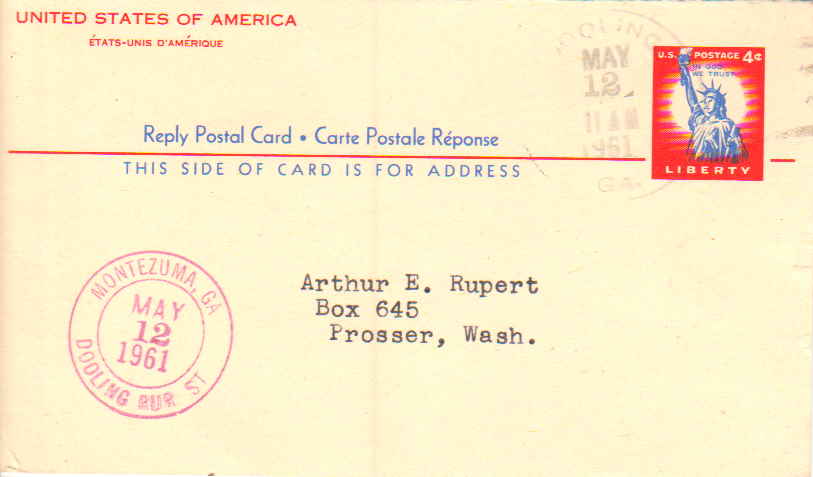 UNITED STATES OF AMERICA
ÉTATS-UNIS D'AMÉRIQUE
DOOLING
MAY
12
11 AM
1961
GA.
U.S. POSTAGE 4¢
IN GOD
WE TRUST
LIBERTY
Reply Postal Card • Carte Postale Réponse
THIS SIDE OF CARD IS FOR ADDRESS
MONTEZUMA, GA
MAY
12
1961
DOOLING RUR. ST
Arthur E. Rupert
Box 645
Prosser, Wash.